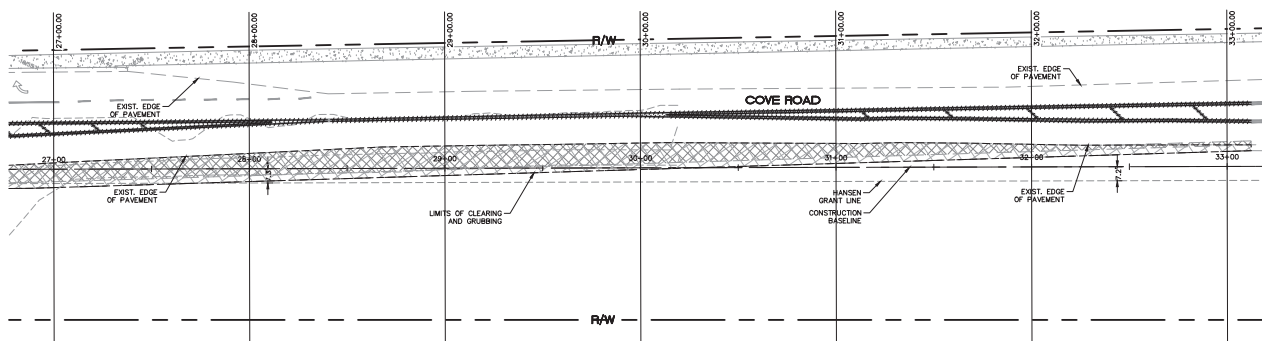 27+00.00
28+00.00
29+00.00
30+00.00
31+00.00
32+00.00
33+00.00
R/W
EXIST. EDGE
OF PAVEMENT
EXIST. EDGE
OF PAVEMENT
COVE ROAD
27+00
28+00
29+00
30+00
31+00
32+00
33+00
7.2'
EXIST. EDGE
OF PAVEMENT
LIMITS OF CLEARING
AND GRUBBING
HANSEN
GRANT LINE
CONSTRUCTION
BASELINE
EXIST. EDGE
OF PAVEMENT
R/W